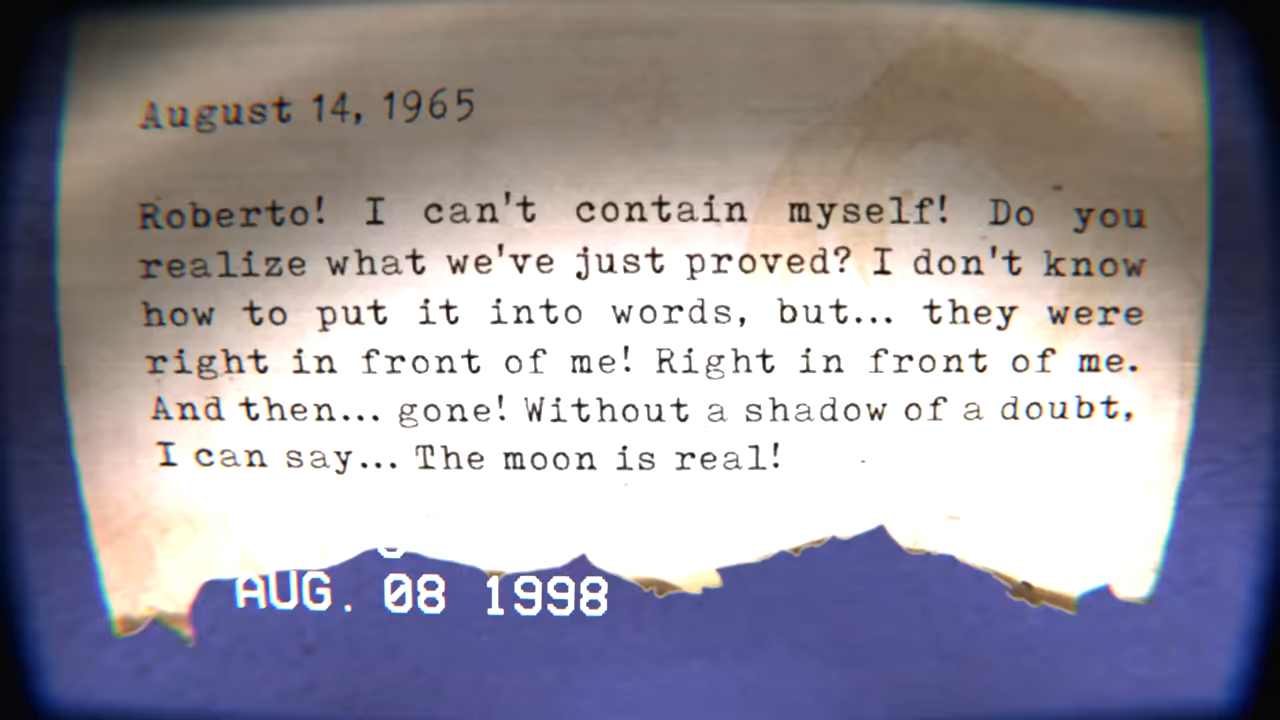 August 14, 1965
Roberto! I can't contain myself! Do you
realize what we've just proved? I don't know
how to put it into words, but... they were
right in front of me! Right in front of me.
And then... gone! Without a shadow of a doubt,
I can say... The moon is real!
AUG. 08 1998